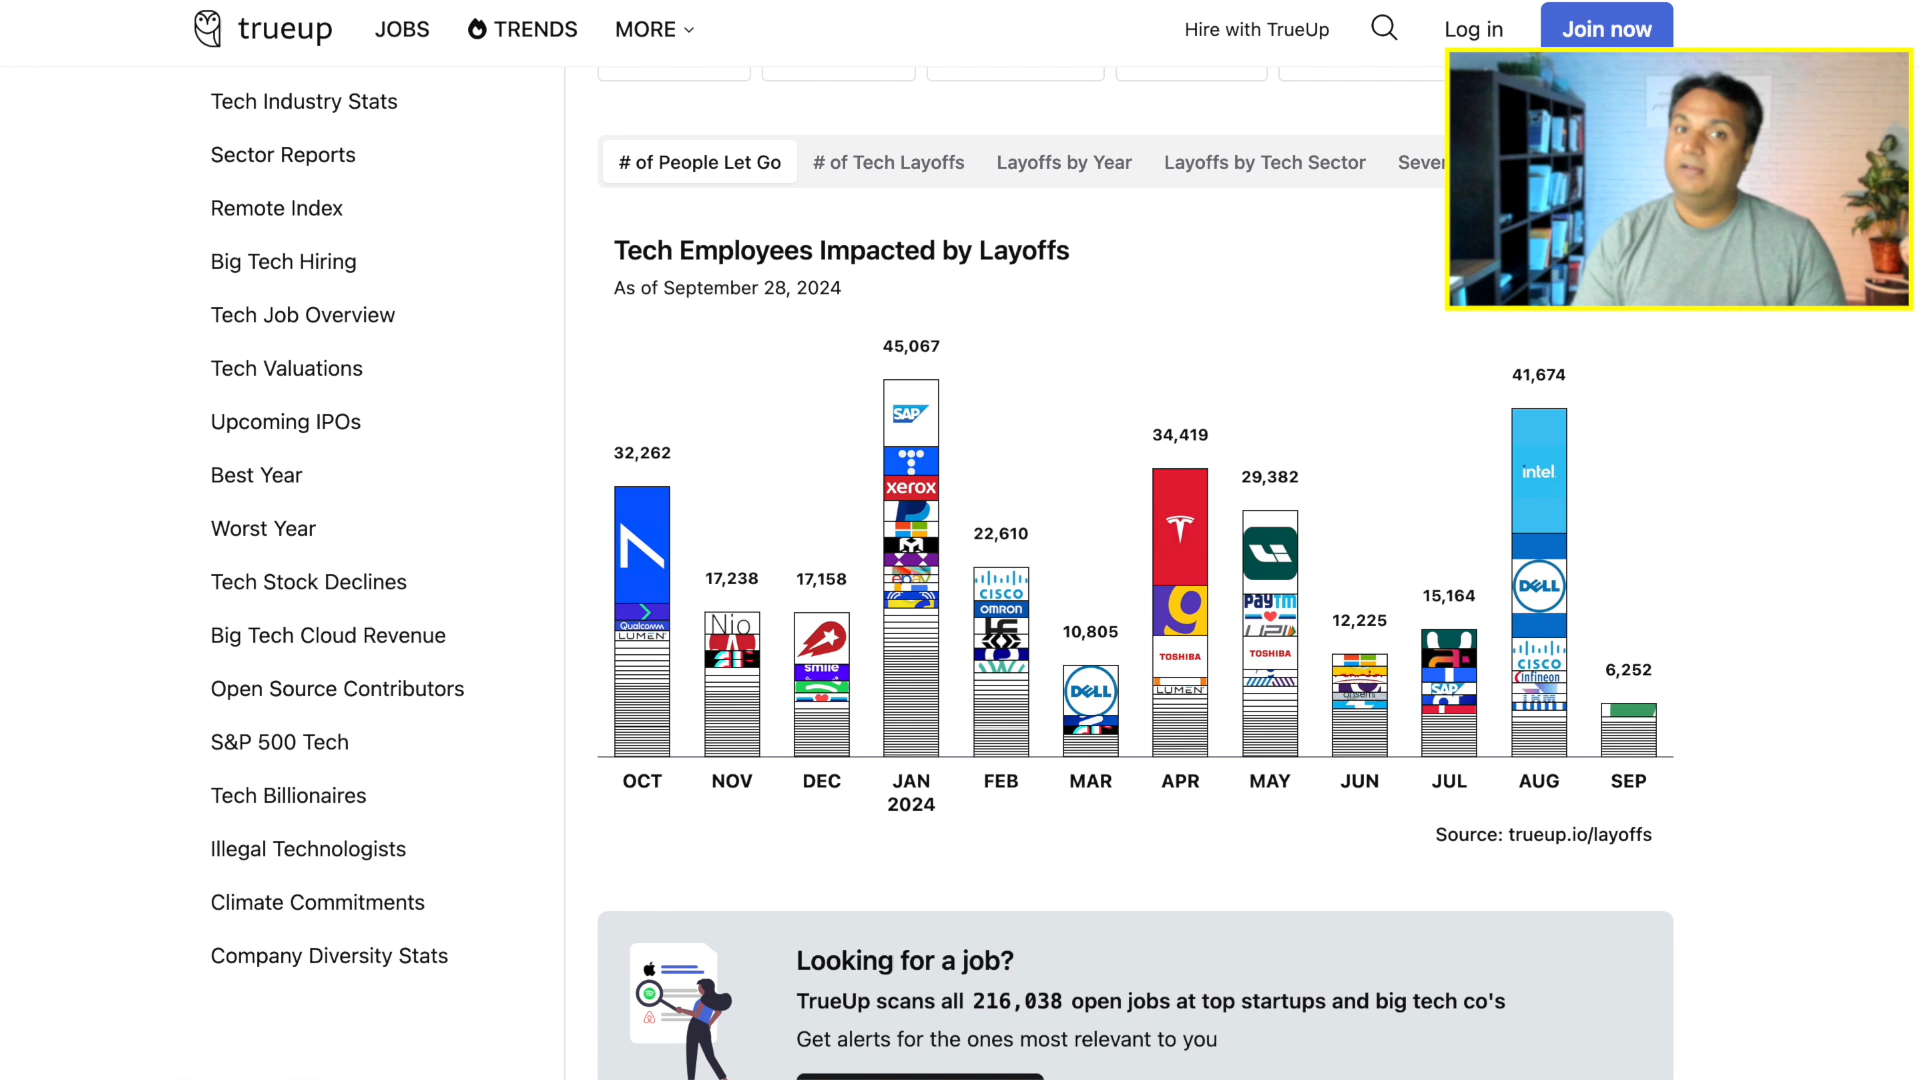 trueup JOBS TRENDS MORE Hire with TrueUp Log in Join now
Tech Industry Stats
Sector Reports
Remote Index
Big Tech Hiring
Tech Job Overview
Tech Valuations
Upcoming IPOs
Best Year
Worst Year
Tech Stock Declines
Big Tech Cloud Revenue
Open Source Contributors
S&P 500 Tech
Tech Billionaires
Illegal Technologists
Climate Commitments
Company Diversity Stats
# of People Let Go # of Tech Layoffs Layoffs by Year Layoffs by Tech Sector
Tech Employees Impacted by Layoffs
As of September 28, 2024
32,262 17,238 17,158 45,067 22,610 10,805 34,419 29,382 12,225 15,164 41,674 6,252
Qualcomm
LUMEN
NIO
smile
SAP
xerox
ebay
CISCO
OMRON
DELL
TOSHIBA
LUMEN
paytm
UPI
TOSHIBA
onsemi
SAP
intel
DELL
CISCO
infineon
IBM
OCT NOV DEC JAN FEB MAR APR MAY JUN JUL AUG SEP
2024
Source: trueup.io/layoffs
Looking for a job?
TrueUp scans all 216,038 open jobs at top startups and big tech co's
Get alerts for the ones most relevant to you